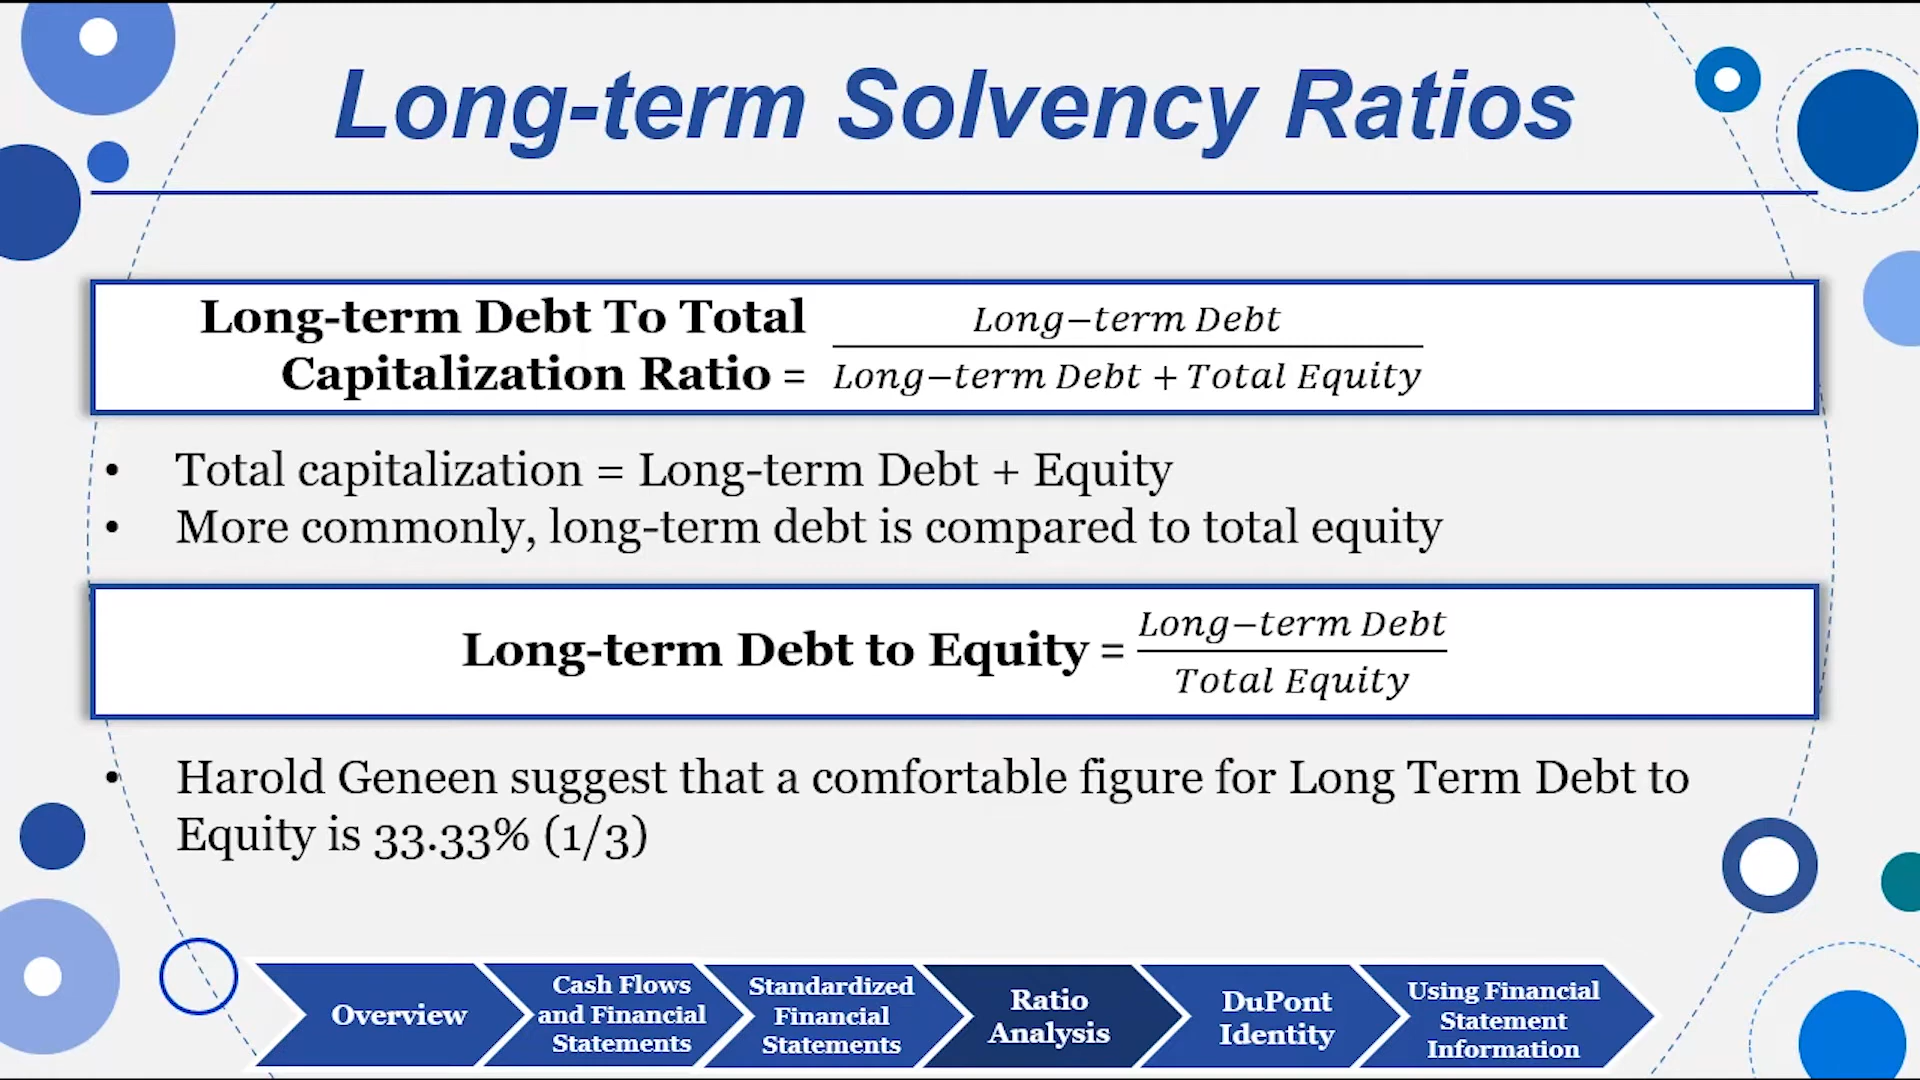 Long-term Solvency Ratios
Long-term Debt To Total
Capitalization Ratio =
Long–term Debt
Long–term Debt + Total Equity
• Total capitalization = Long-term Debt + Equity
• More commonly, long-term debt is compared to total equity
Long-term Debt to Equity =
Long–term Debt
Total Equity
• Harold Geneen suggest that a comfortable figure for Long Term Debt to
Equity is 33.33% (1/3)
Overview
Cash Flows
and Financial
Statements
Standardized
Financial
Statements
Ratio
Analysis
DuPont
Identity
Using Financial
Statement
Information